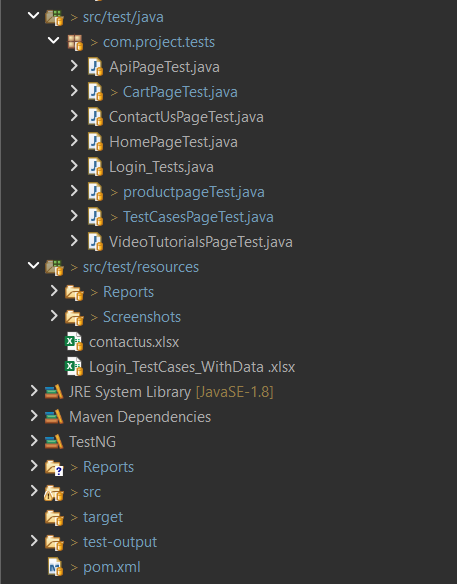 > src/test/java
> com.project.tests
ApiPageTest.java
> CartPageTest.java
ContactUsPageTest.java
HomePageTest.java
Login_Tests.java
> productpageTest.java
> TestCasesPageTest.java
VideoTutorialsPageTest.java
> src/test/resources
> Reports
> Screenshots
contactus.xlsx
Login_TestCases_WithData .xlsx
JRE System Library [JavaSE-1.8]
Maven Dependencies
TestNG
> Reports
> src
> target
> test-output
> pom.xml